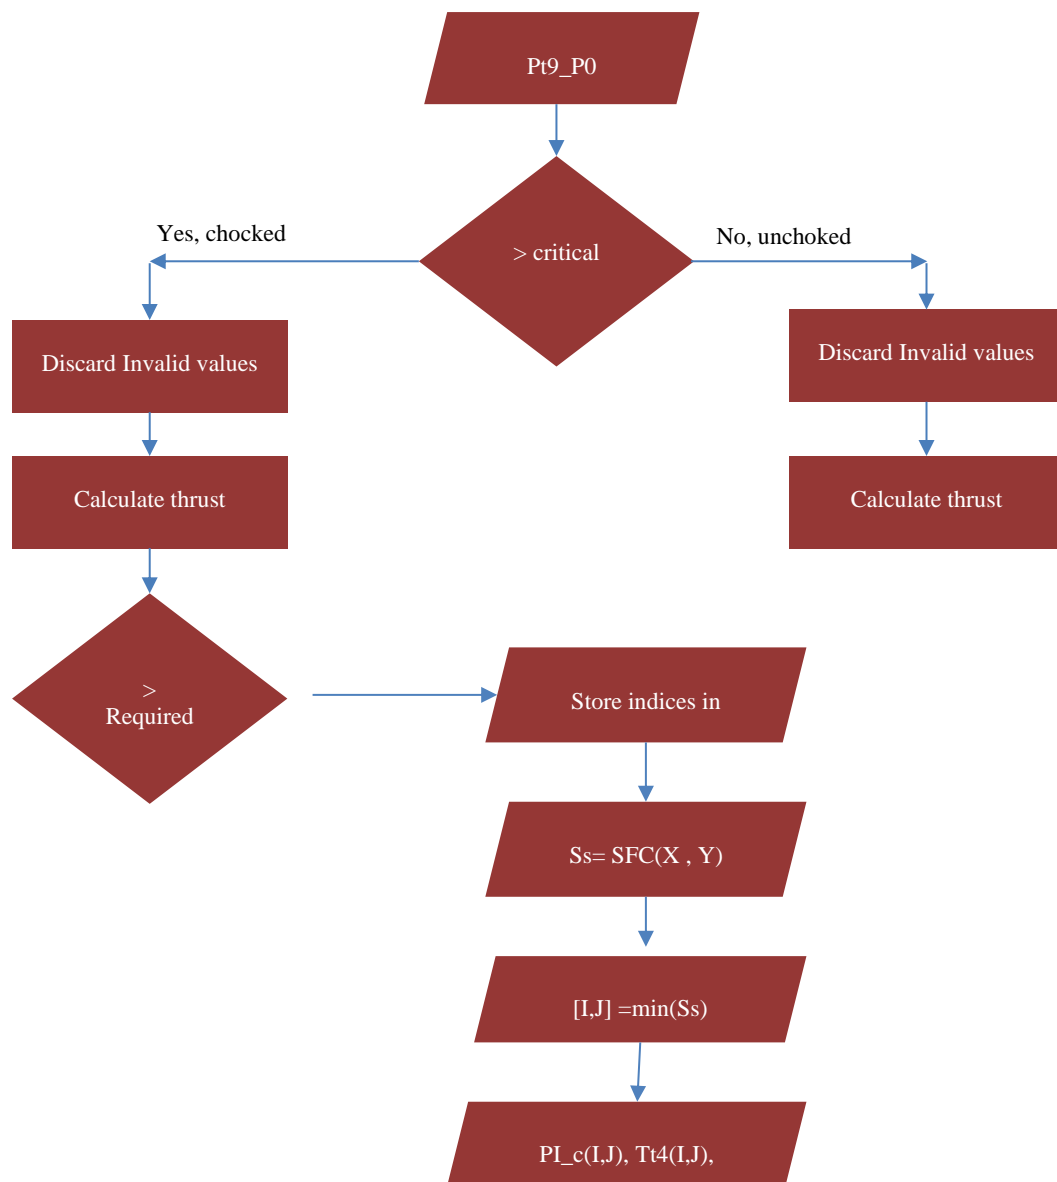 Pt9_P0
> critical
Yes, chocked
No, unchoked
Discard Invalid values
Discard Invalid values
Calculate thrust
Calculate thrust
>
Required
Store indices in
Ss= SFC(X , Y)
[I,J] =min(Ss)
PI_c(I,J), Tt4(I,J),